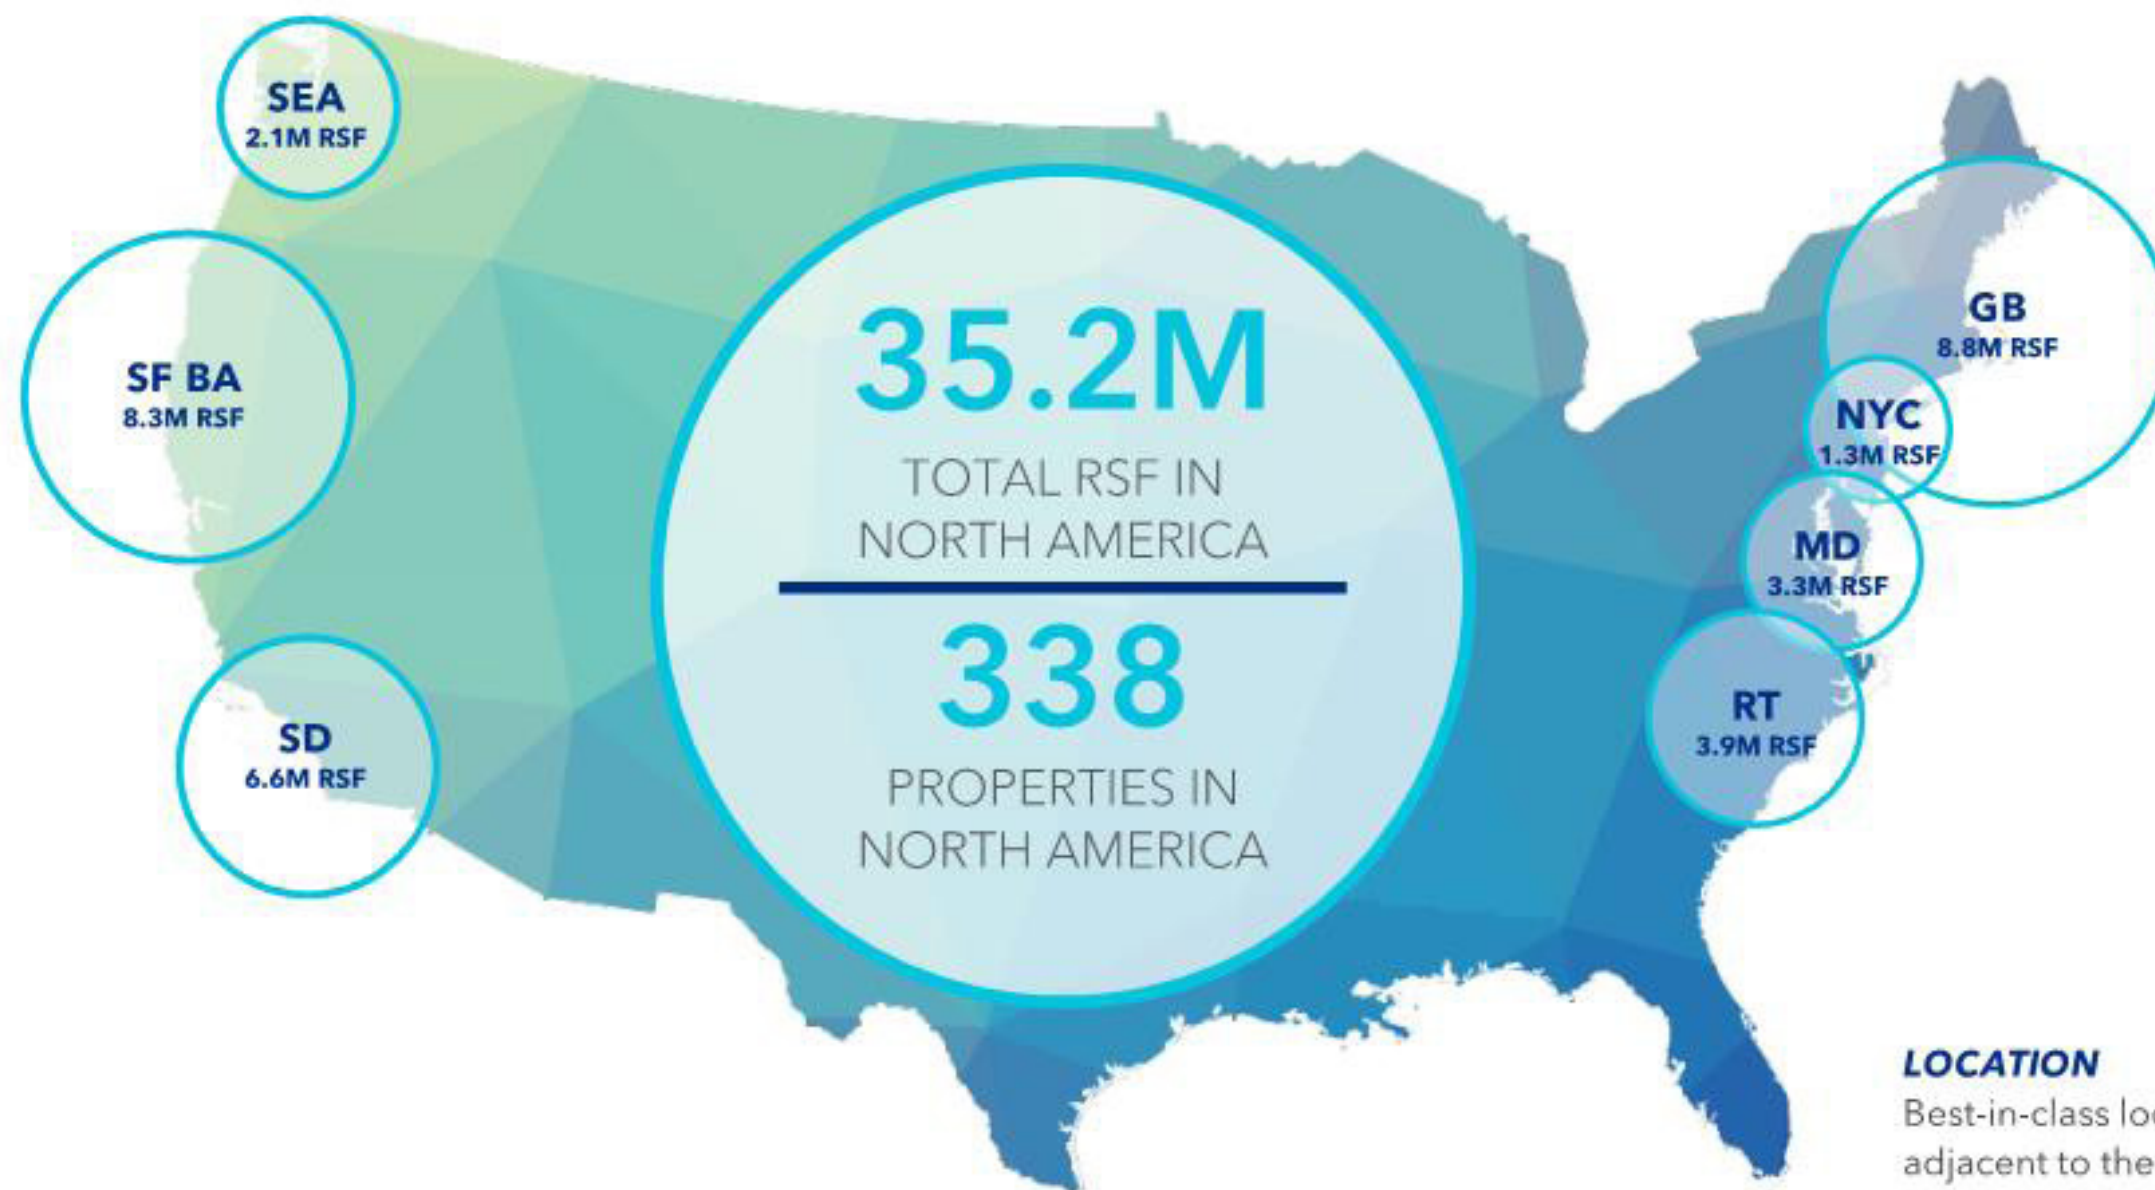 SEA
2.1M RSF
SF BA
8.3M RSF
SD
6.6M RSF
35.2M
TOTAL RSF IN
NORTH AMERICA
338
PROPERTIES IN
NORTH AMERICA
GB
8.8M RSF
NYC
1.3M RSF
MD
3.3M RSF
RT
3.9M RSF
LOCATION
Best-in-class
adjacent to the